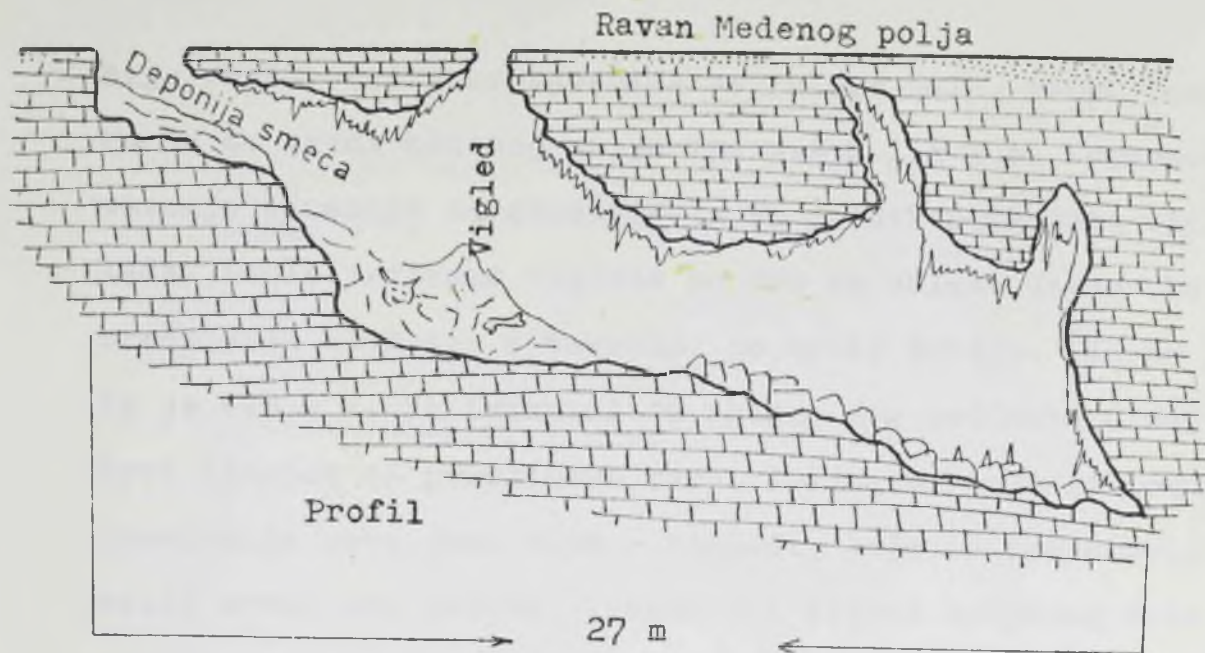 Ravan Medenog polja
Deponija smeća
Vigled
Profil
27 m